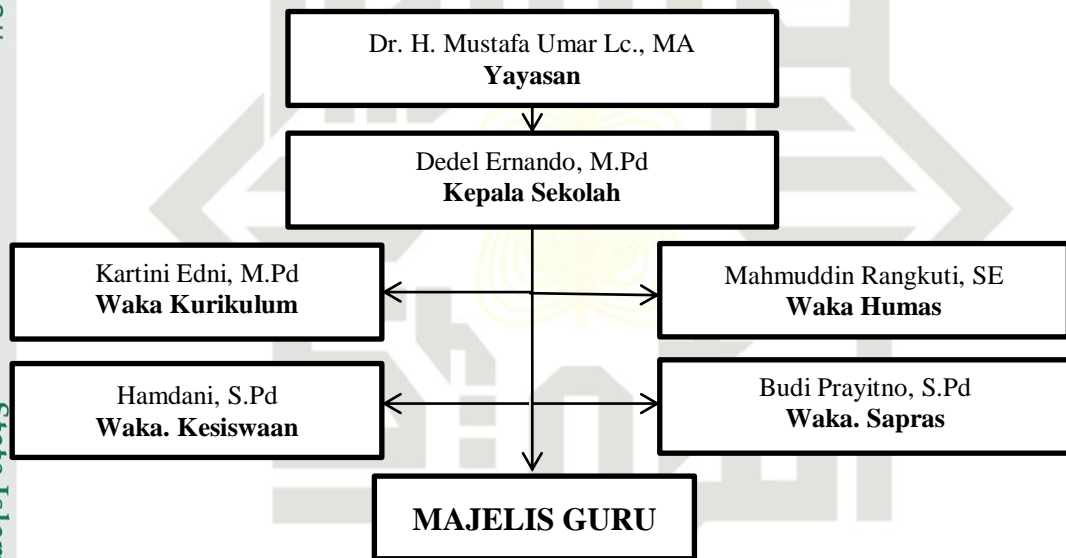 Dr. H. Mustafa Umar Lc., MA
Yayasan
Dedel Ernando, M.Pd
Kepala Sekolah
Kartini Edni, M.Pd
Waka Kurikulum
Mahmuddin Rangkuti, SE
Waka Humas
Hamdani, S.Pd
Waka. Kesiswaan
Budi Prayitno, S.Pd
Waka. Sapras
MAJELIS GURU